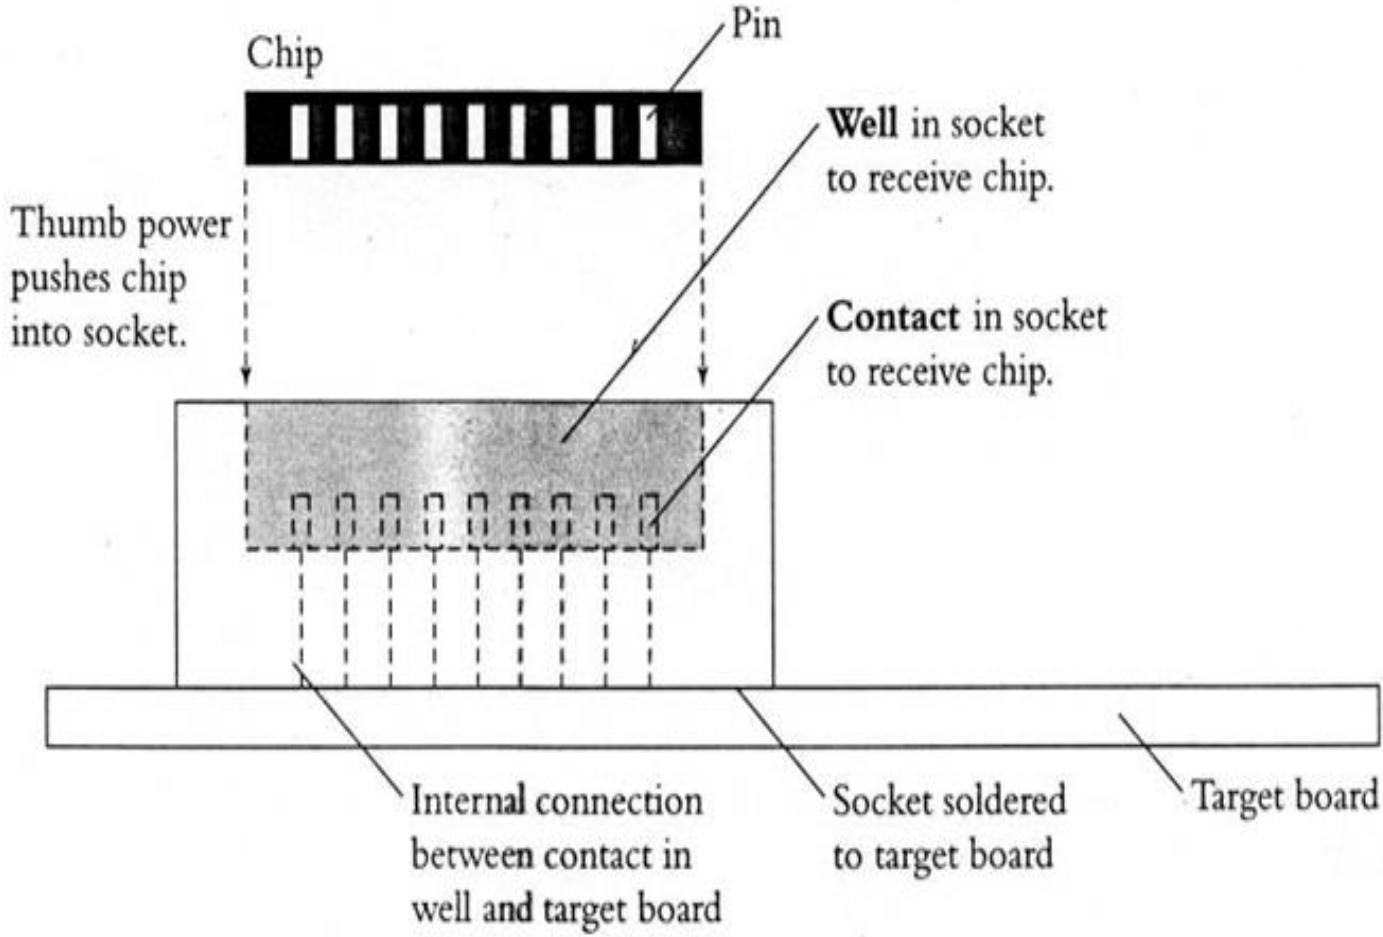 Pin
Chip
Well in socket
to receive chip.
Thumb power
pushes chip
into socket.
Contact in socket
to receive chip.
Internal connection
between contact in
well and target board
Socket soldered
to target board
Target board